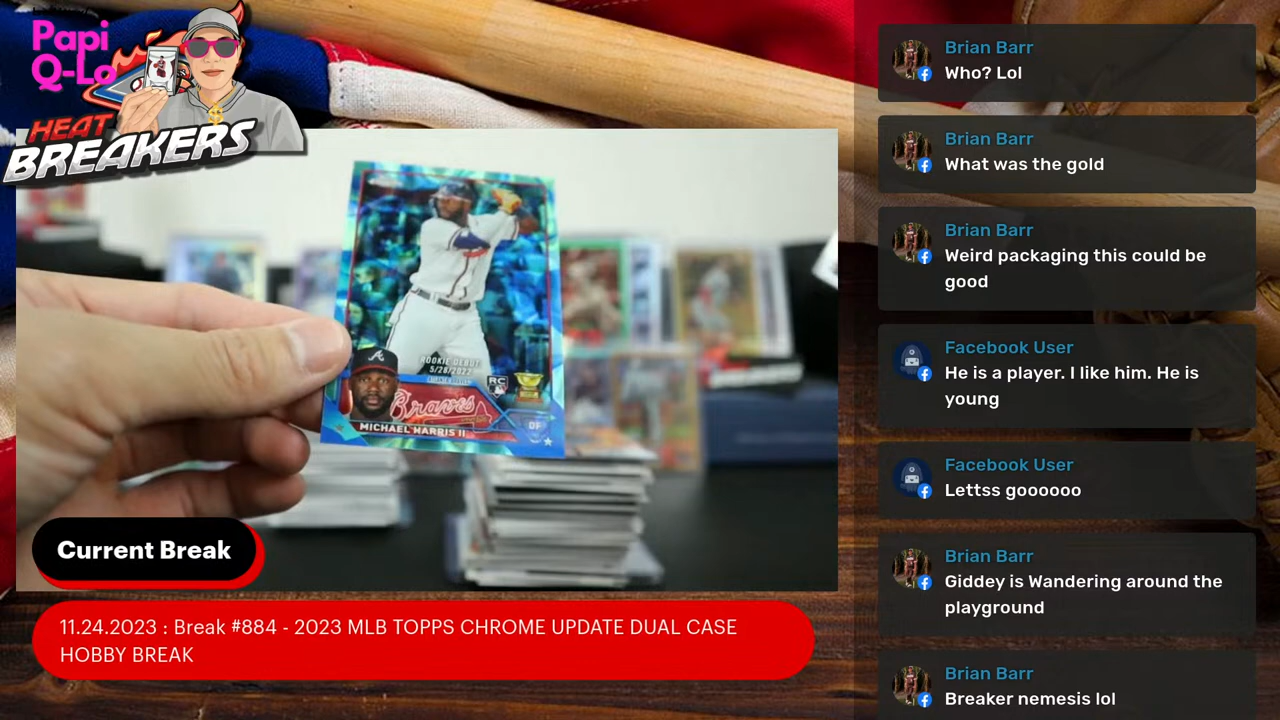 Papi
Q-Lo
HEAT
BREAKERS
ROOKIE DEBUT
5/28/2022
RC
Braves
MICHAEL HARRIS II
OF
BREAKERS
Current Break
11.24.2023 : Break #884 - 2023 MLB TOPPS CHROME UPDATE DUAL CASE
HOBBY BREAK
Brian Barr
Who? Lol
Brian Barr
What was the gold
Brian Barr
Weird packaging this could be
good
Facebook User
He is a player. I like him. He is
young
Facebook User
Lettss goooooo
Brian Barr
Giddey is Wandering around the
playground
Brian Barr
Breaker nemesis lol